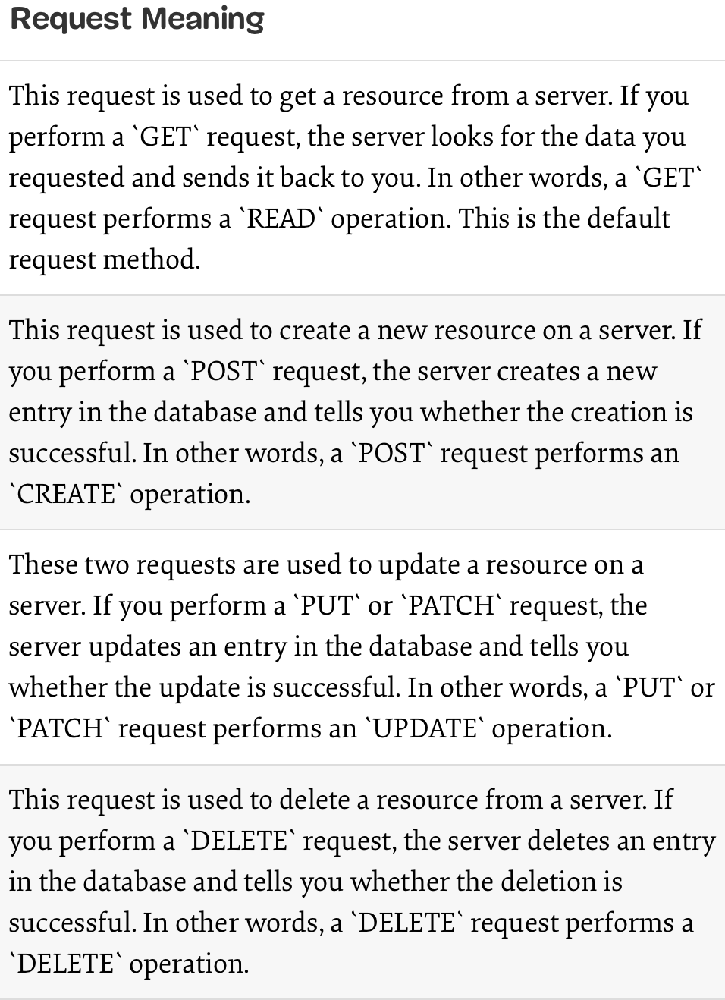 Request Meaning
This request is used to get a resource from a server. If you
perform a `GET` request, the server looks for the data you
requested and sends it back to you. In other words, a `GET`
request performs a `READ` operation. This is the default
request method.
This request is used to create a new resource on a server. If
you perform a `POST` request, the server creates a new
entry in the database and tells you whether the creation is
successful. In other words, a `POST` request performs an
`CREATE` operation.
These two requests are used to update a resource on a
server. If you perform a `PUT` or `PATCH` request, the
server updates an entry in the database and tells you
whether the update is successful. In other words, a `PUT` or
`PATCH` request performs an `UPDATE` operation.
This request is used to delete a resource from a server. If
you perform a `DELETE` request, the server deletes an entry
in the database and tells you whether the deletion is
successful. In other words, a `DELETE` request performs a
`DELETE` operation.